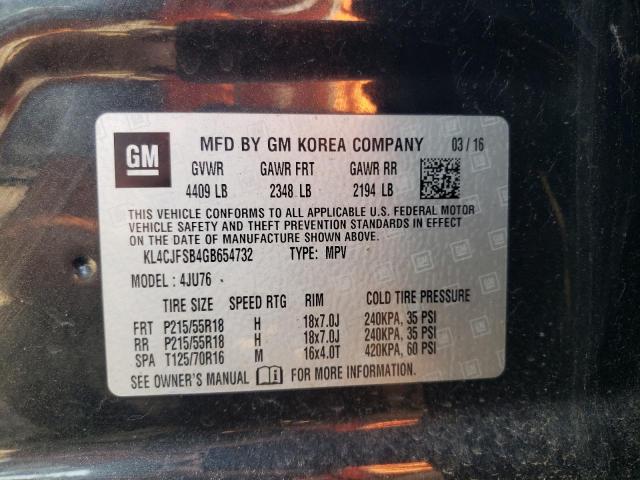 GM MFD BY GM KOREA COMPANY 03 / 16
GVWR GAWR FRT GAWR RR
4409 LB 2348 LB 2194 LB
THIS VEHICLE CONFORMS TO ALL APPLICABLE U.S. FEDERAL MOTOR
VEHICLE SAFETY AND THEFT PREVENTION STANDARDS IN EFFECT
ON THE DATE OF MANUFACTURE SHOWN ABOVE.
KL4CJFSB4GB654732 TYPE: MPV
MODEL : 4JU76
TIRE SIZE SPEED RTG RIM COLD TIRE PRESSURE
FRT P215/55R18 H 18x7.0J 240KPA, 35 PSI
RR P215/55R18 H 18x7.0J 240KPA, 35 PSI
SPA T125/70R16 M 16x4.0T 420KPA, 60 PSI
SEE OWNER'S MANUAL FOR MORE INFORMATION.